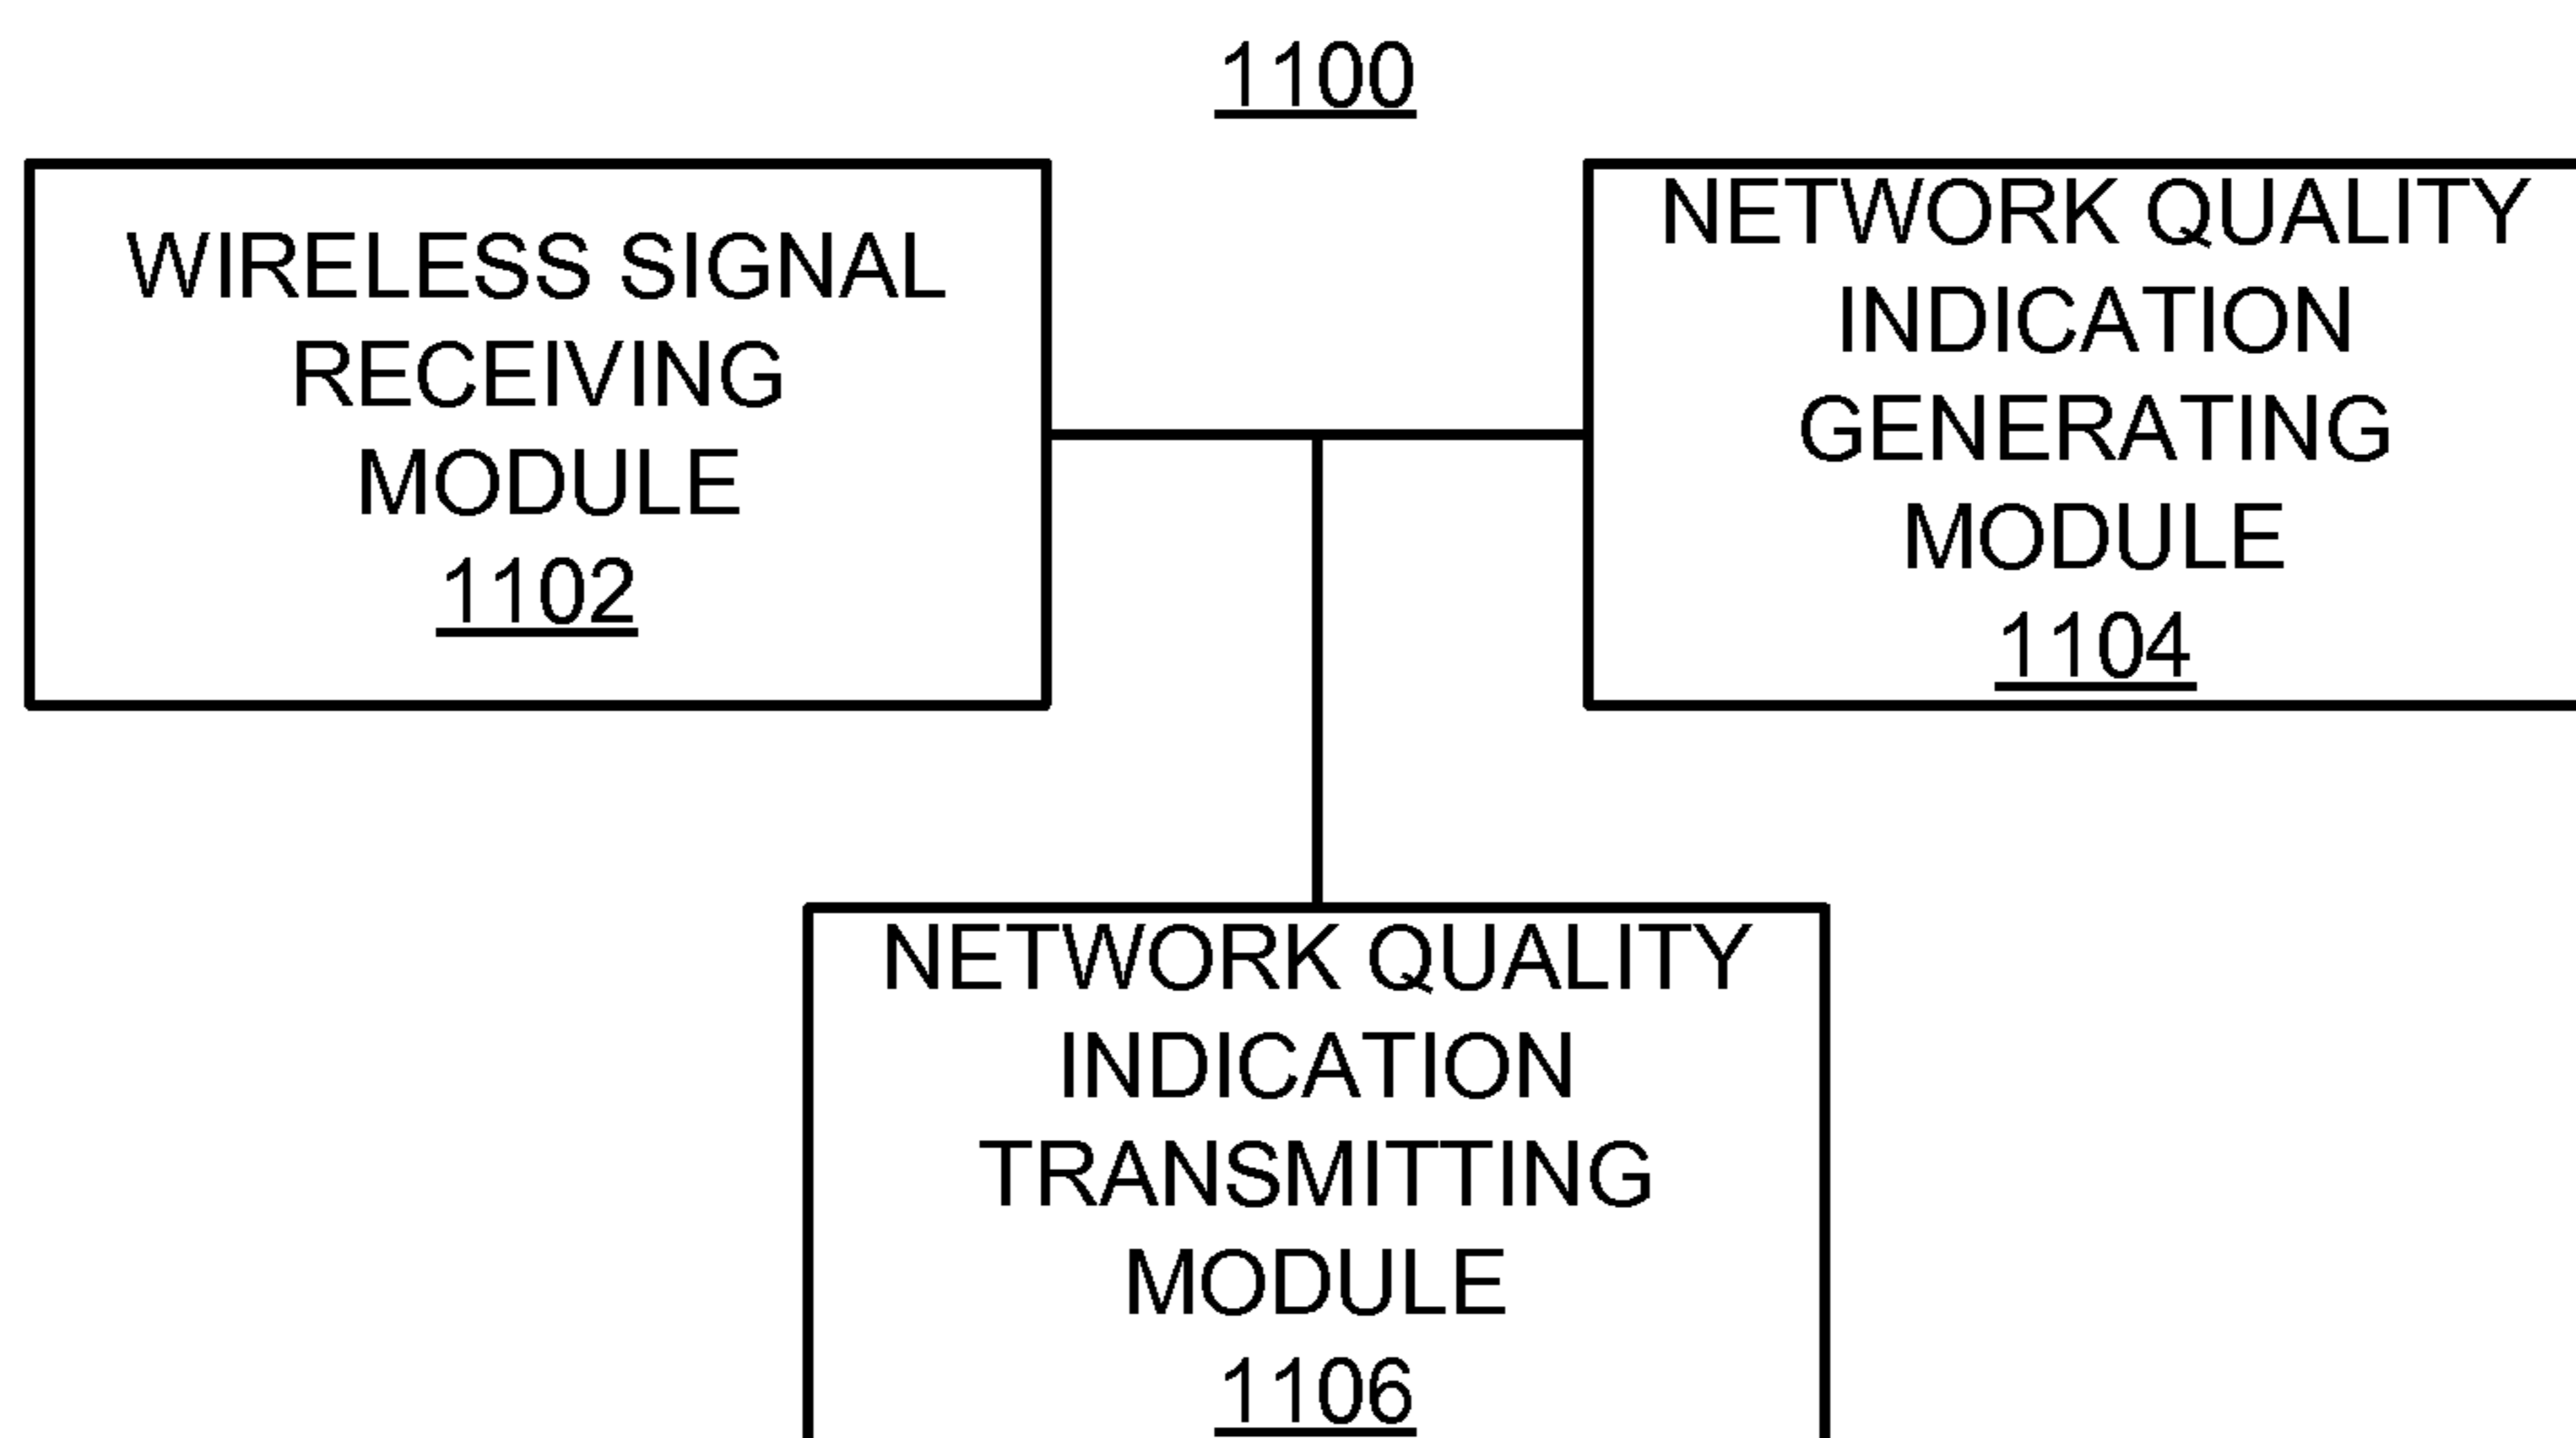 1100
WIRELESS SIGNAL
RECEIVING
MODULE
1102
NETWORK QUALITY
INDICATION
GENERATING
MODULE
1104
NETWORK QUALITY
INDICATION
TRANSMITTING
MODULE
1106